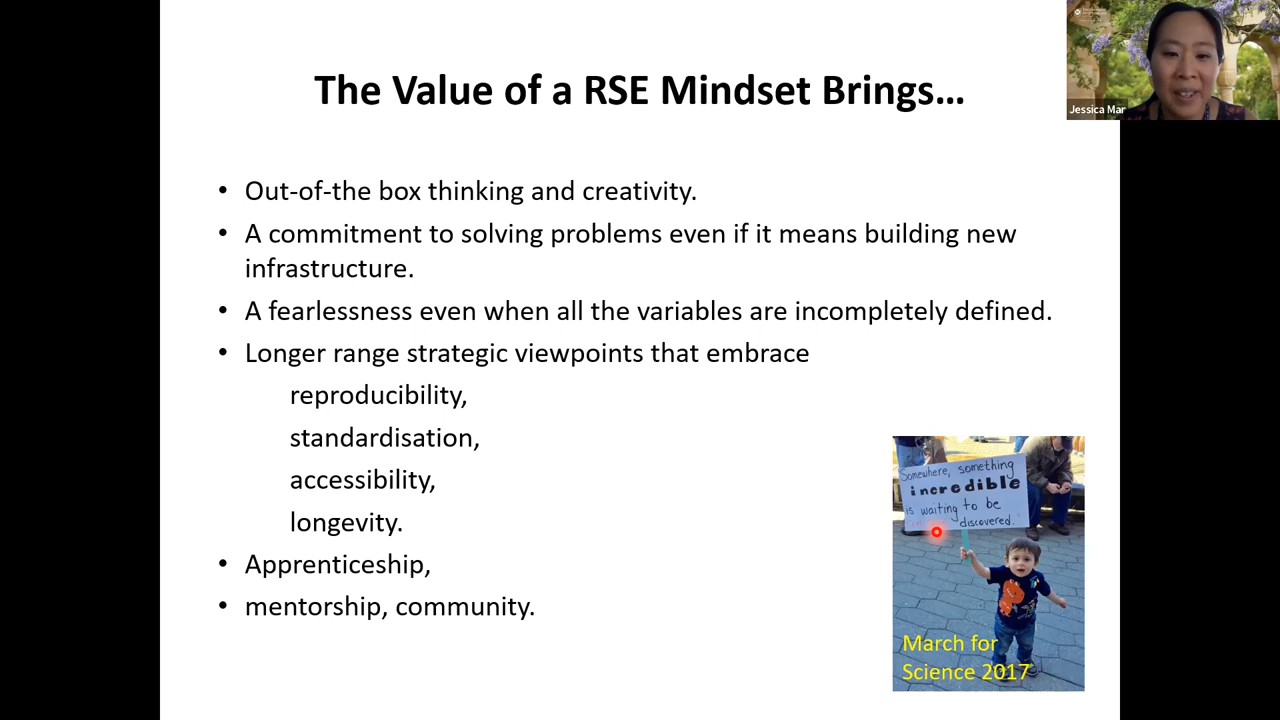 The Value of a RSE Mindset Brings…
Jessica Mar
• Out-of-the box thinking and creativity.
• A commitment to solving problems even if it means building new
infrastructure.
• A fearlessness even when all the variables are incompletely defined.
• Longer range strategic viewpoints that embrace
reproducibility,
standardisation,
accessibility,
longevity.
• Apprenticeship,
• mentorship, community.
Somewhere, something
incredible
is waiting to be
discovered.
March for
Science 2017